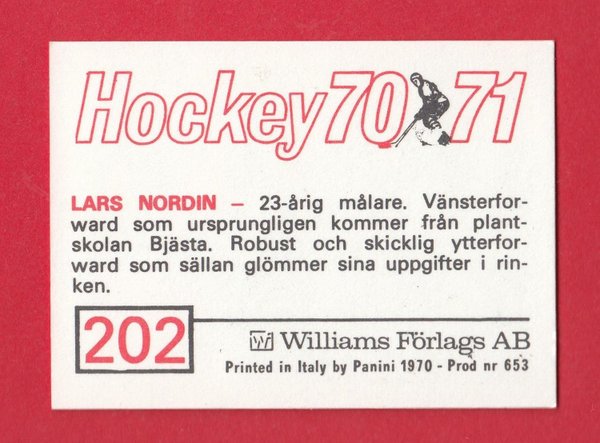 Hockey 70 71
LARS NORDIN – 23-årig målare. Vänsterfor-
ward som ursprungligen kommer från plant-
skolan Bjästa. Robust och skicklig ytterfor-
ward som sällan glömmer sina uppgifter i rin-
ken.
202
W Williams Förlags AB
Printed in Italy by Panini 1970 - Prod nr 653